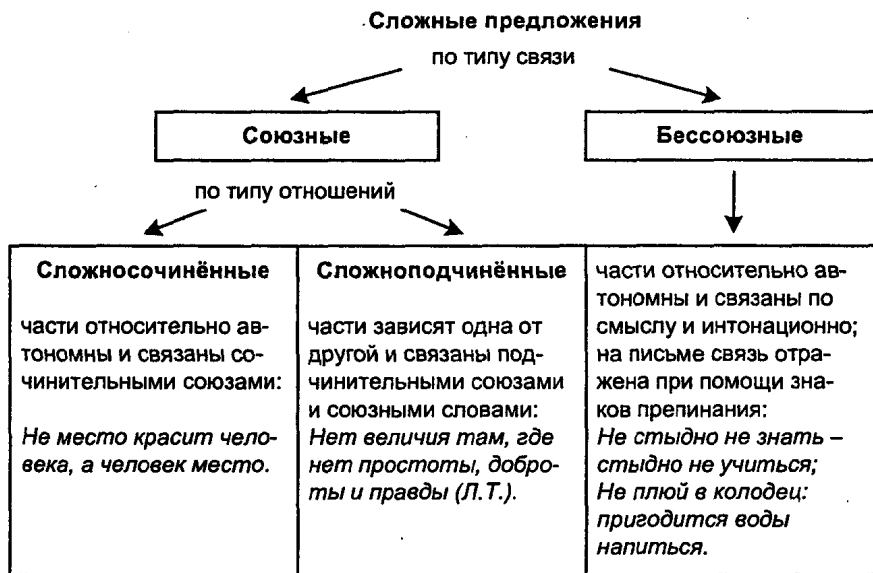 Сложные предложения
по типу связи
Союзные
Бессоюзные
по типу отношений
Сложносочинённые
части относительно ав-
тономны и связаны со-
чинительными союзами:
Не место красит чело-
века, а человек место.
Сложноподчинённые
части зависят одна от
другой и связаны под-
чинительными союзами
и союзными словами:
Нет величия там, где
нет простоты, добро-
ты и правды (Л.Т.).
части относительно ав-
тономны и связаны по
смыслу и интонационно;
на письме связь отра-
жена при помощи зна-
ков препинания:
Не стыдно не знать –
стыдно не учиться;
Не плюй в колодец:
пригодится воды
напиться.